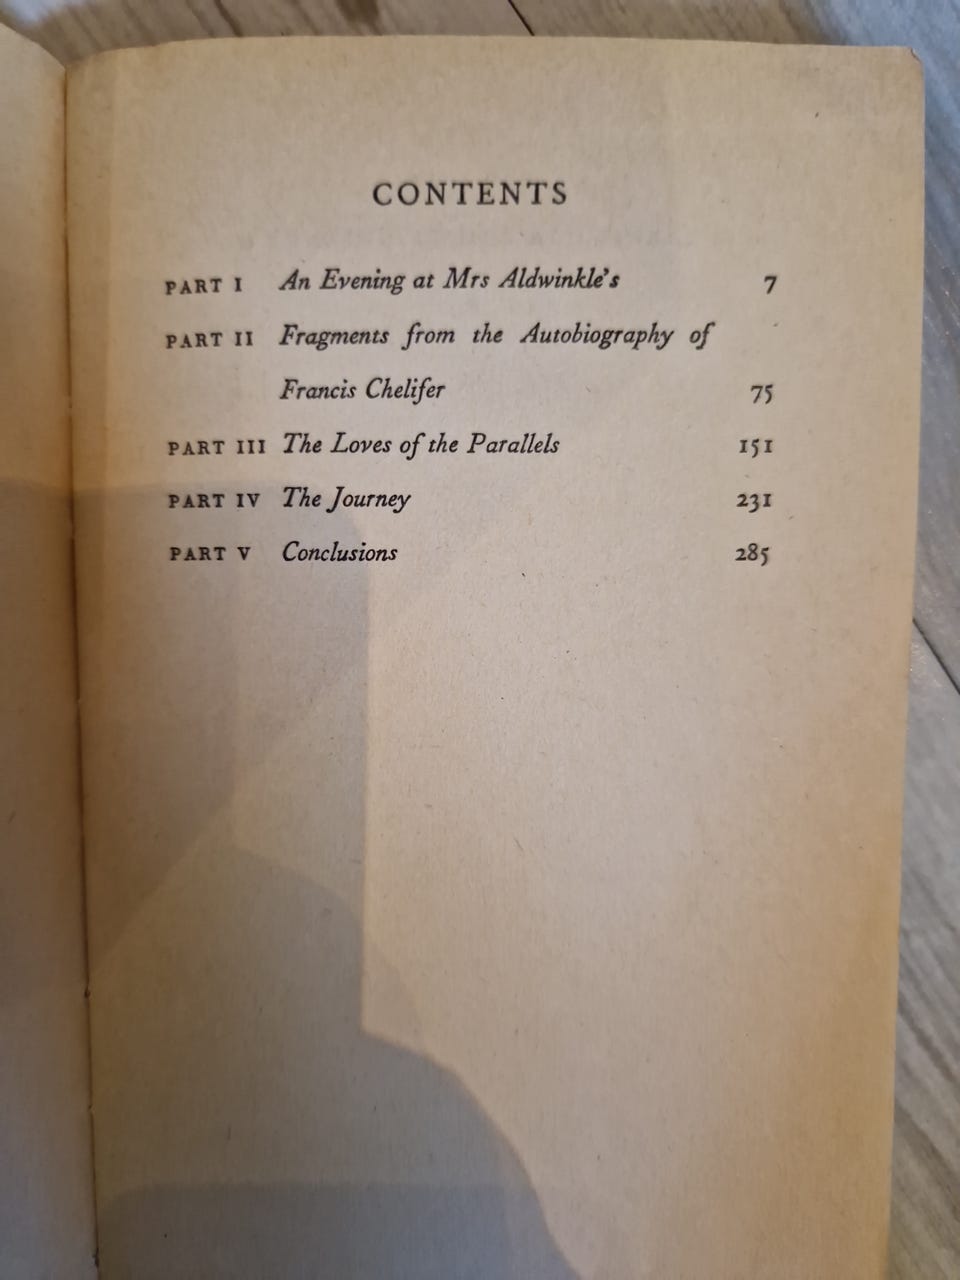 CONTENTS
PART I An Evening at Mrs Aldwinkle's 7
PART II Fragments from the Autobiography of
Francis Chelifer 75
PART III The Loves of the Parallels 151
PART IV The Journey 231
PART V Conclusions 285